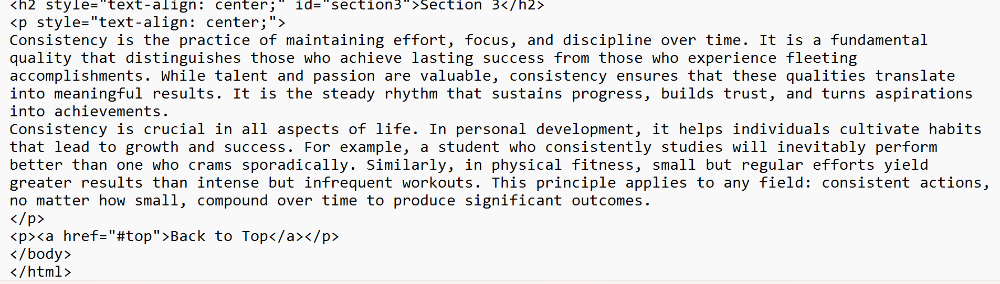 <h2 style="text-align: center;" id="section3">Section 3</h2>
<p style="text-align: center;">
Consistency is the practice of maintaining effort, focus, and discipline over time. It is a fundamental
quality that distinguishes those who achieve lasting success from those who experience fleeting
accomplishments. While talent and passion are valuable, consistency ensures that these qualities translate
into meaningful results. It is the steady rhythm that sustains progress, builds trust, and turns aspirations
into achievements.
Consistency is crucial in all aspects of life. In personal development, it helps individuals cultivate habits
that lead to growth and success. For example, a student who consistently studies will inevitably perform
better than one who crams sporadically. Similarly, in physical fitness, small but regular efforts yield
greater results than intense but infrequent workouts. This principle applies to any field: consistent actions,
no matter how small, compound over time to produce significant outcomes.
</p>
<p><a href="#top">Back to Top</a></p>
</body>
</html>